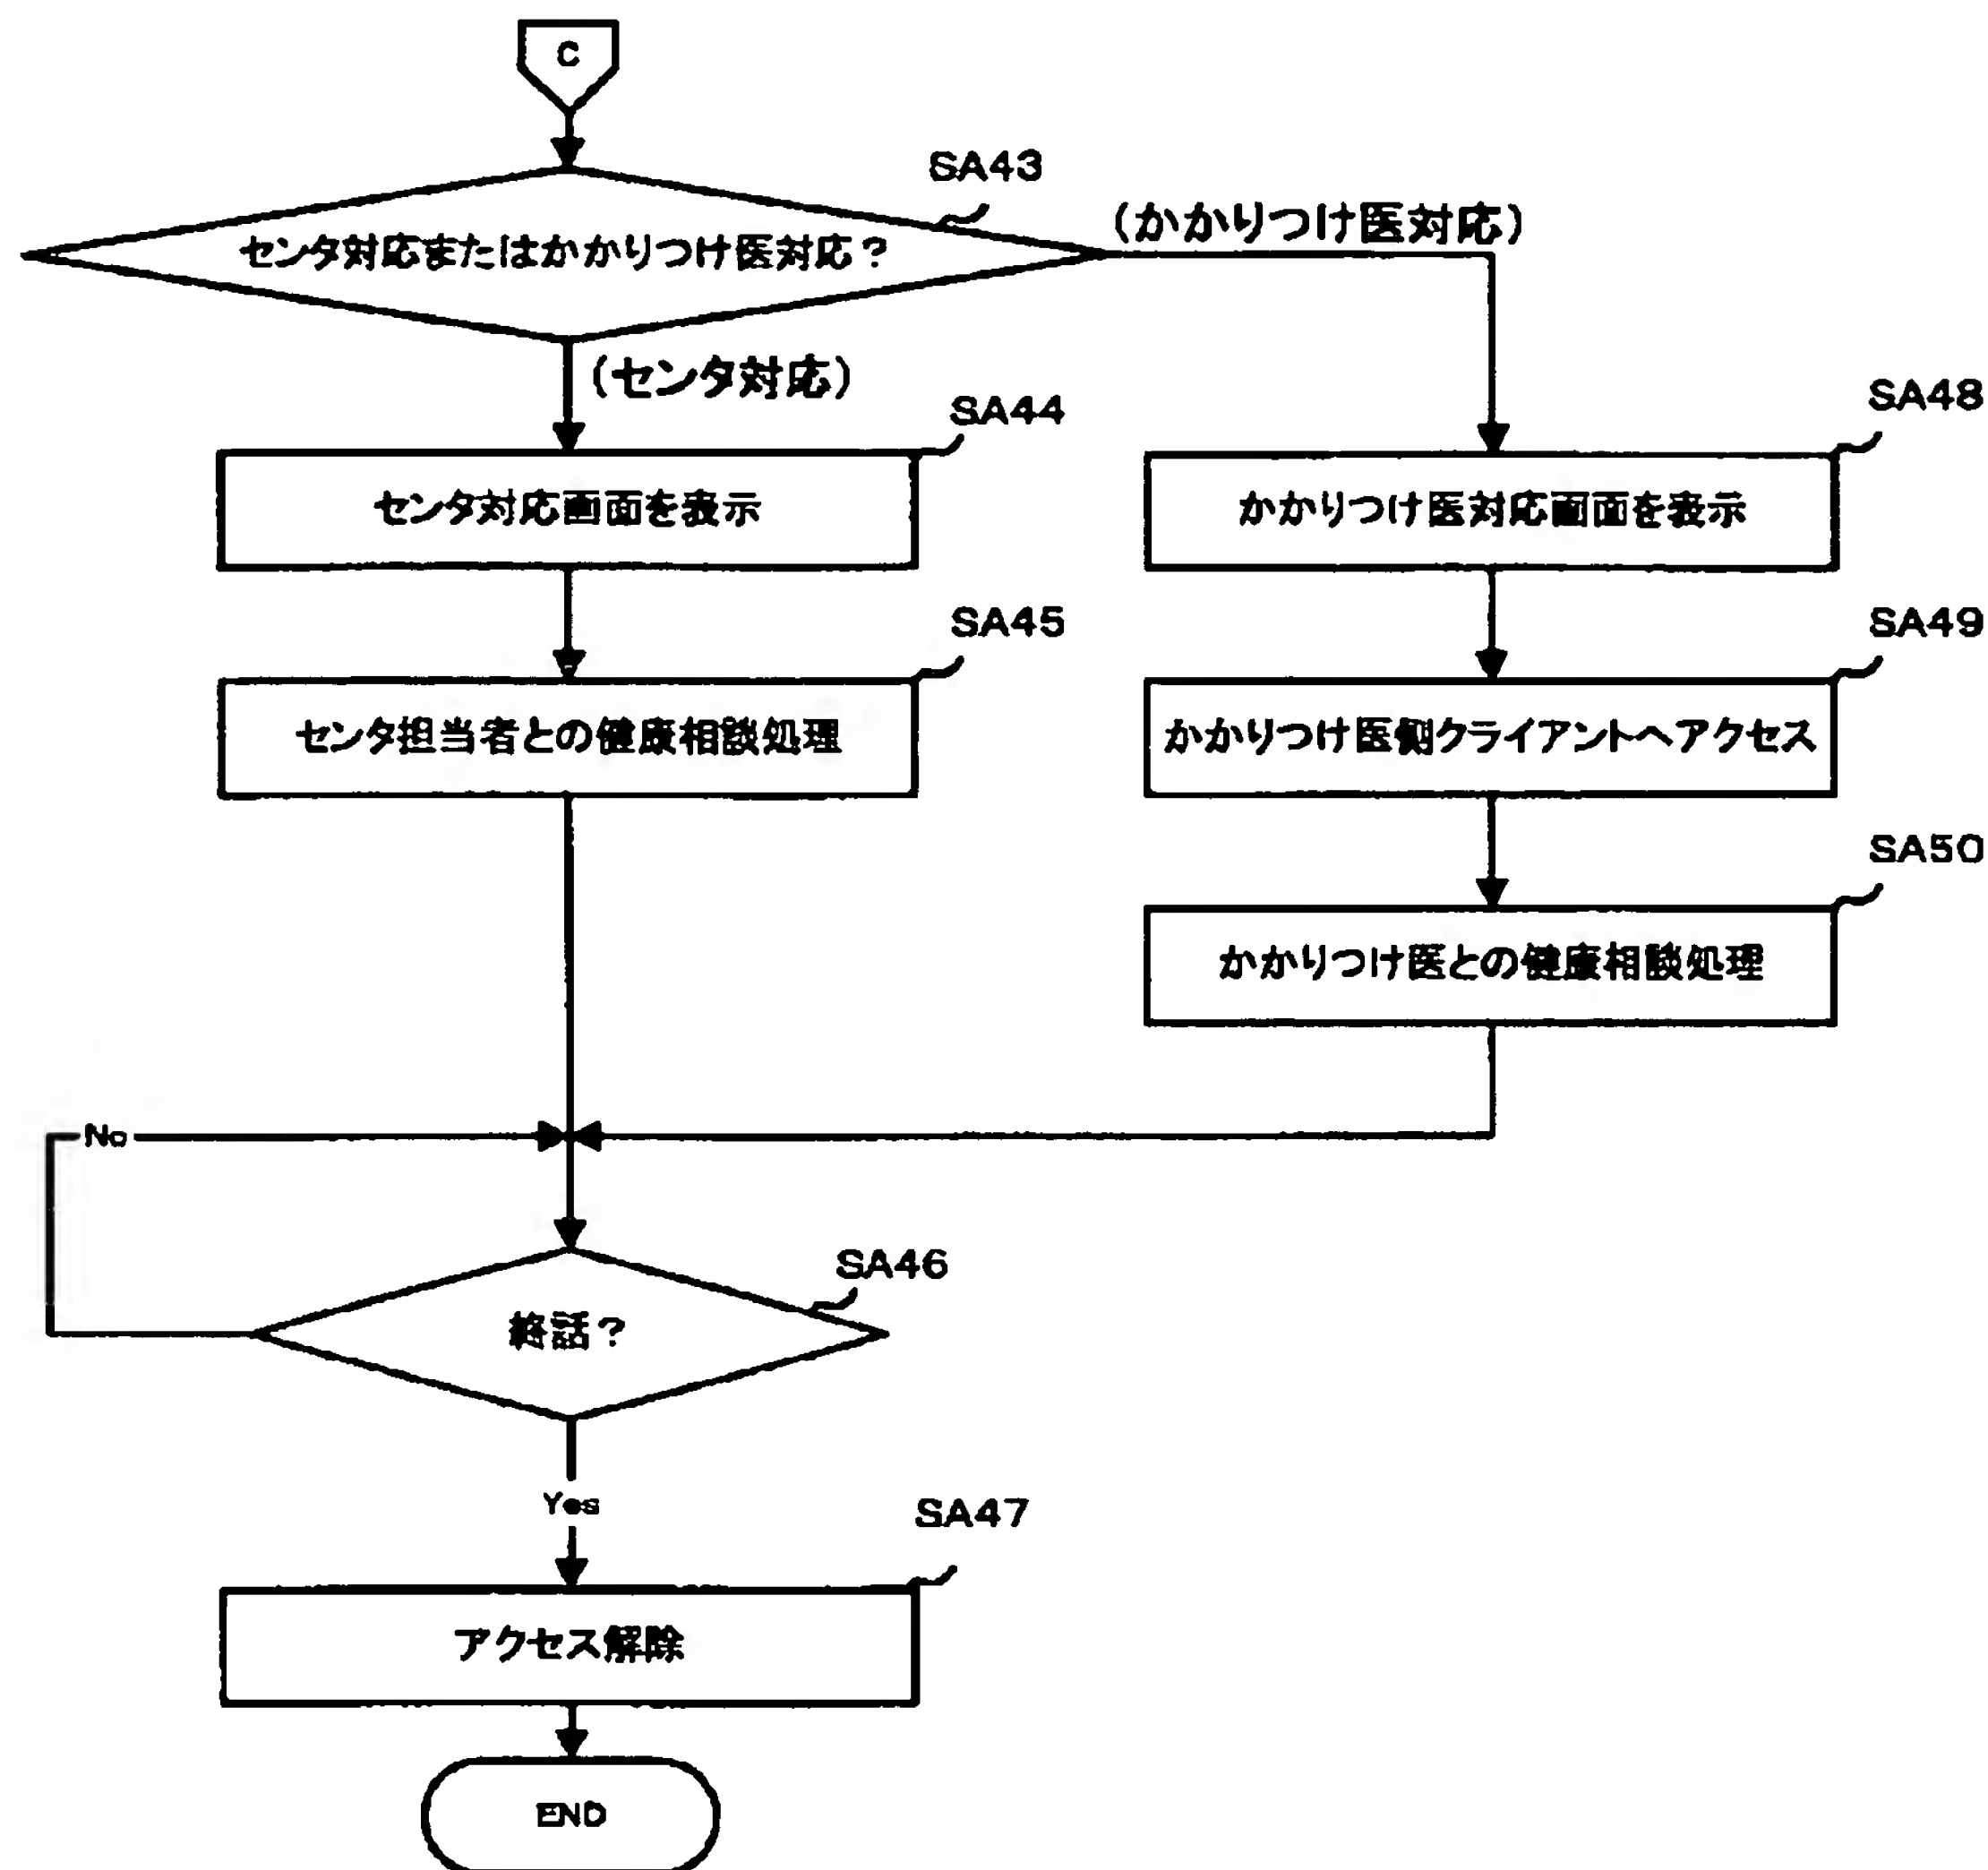 C
SA43
センタ対応またはかかりつけ医対応？
(かかりつけ医対応)
(センタ対応)
SA44
センタ対応画面を表示
SA48
かかりつけ医対応画面を表示
SA45
センタ担当者との健康相談処理
SA49
かかりつけ医側クライアントへアクセス
SA50
かかりつけ医との健康相談処理
No
SA46
終話？
Yes
SA47
アクセス解除
END